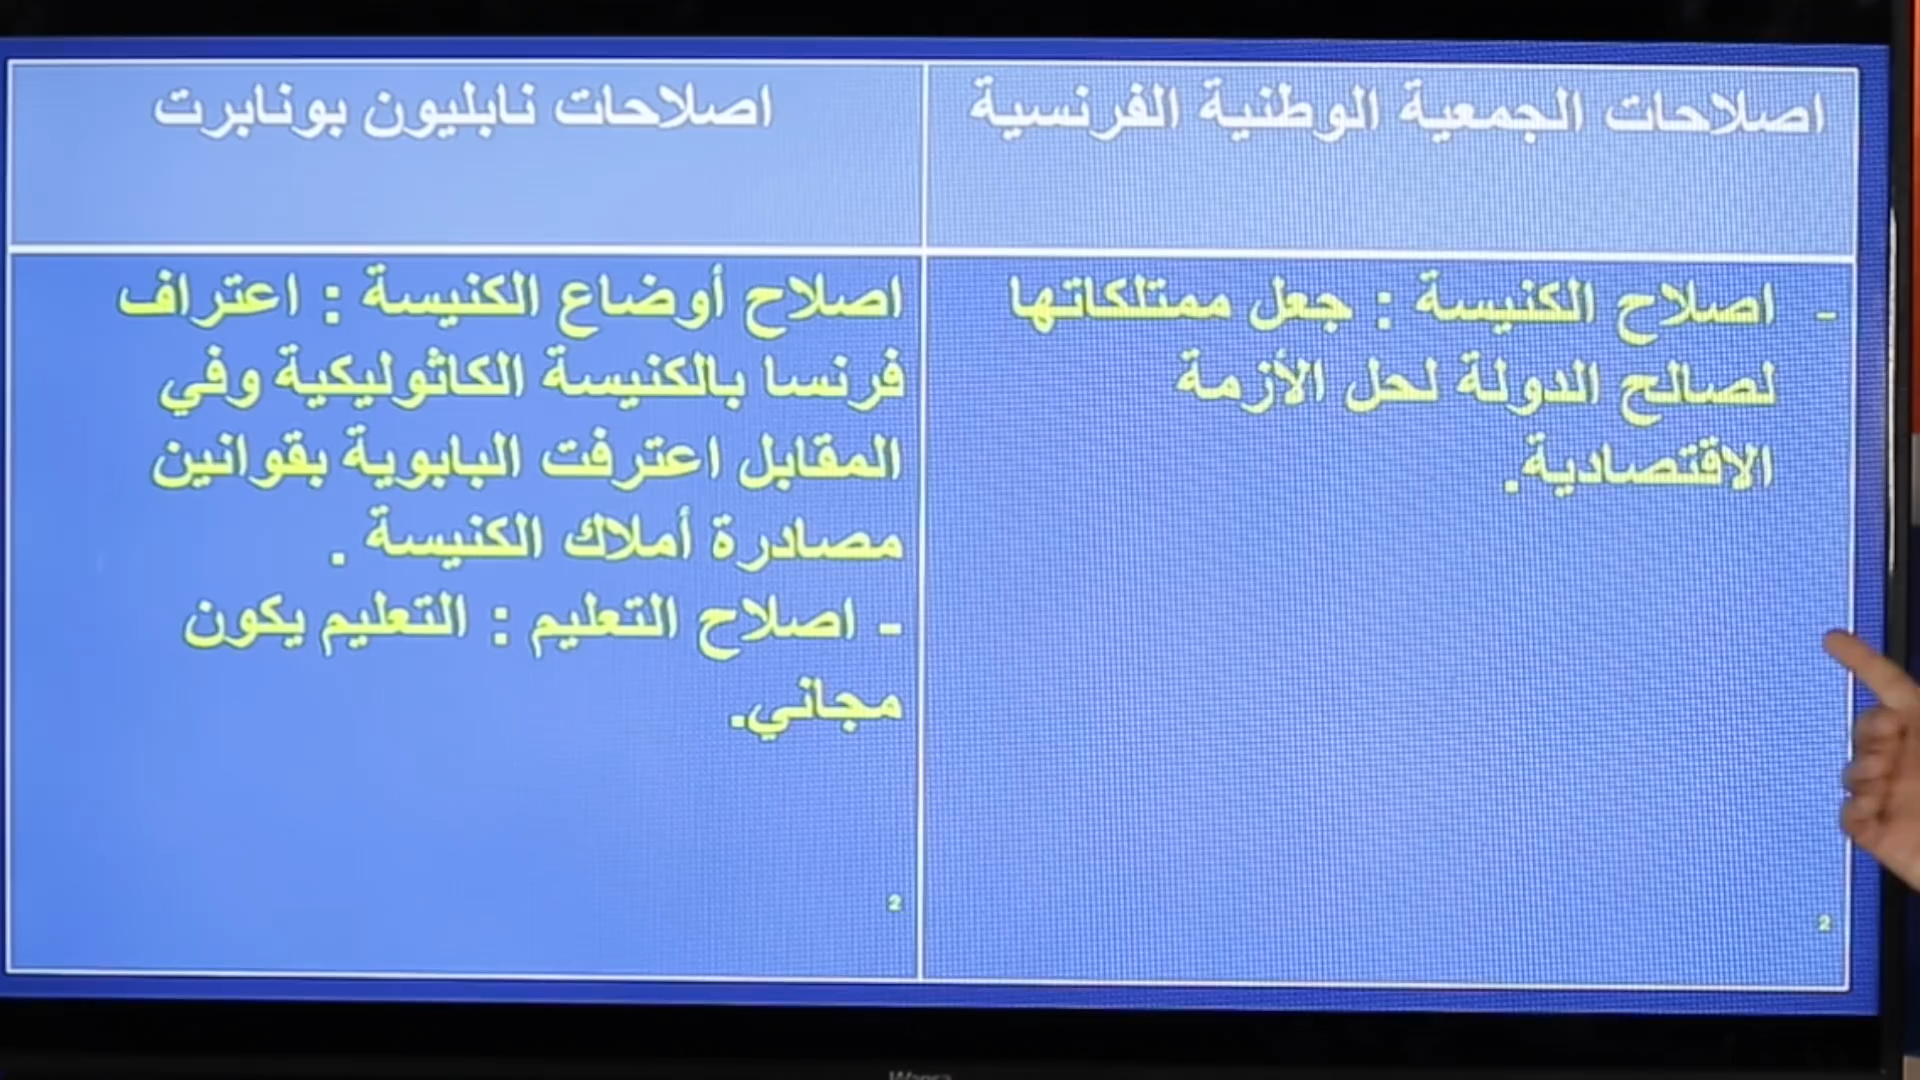 اصلاحات الجمعية الوطنية الفرنسية
اصلاحات نابليون بونابرت
- اصلاح الكنيسة : جعل ممتلكاتها
لصالح الدولة لحل الأزمة
الاقتصادية.
2
اصلاح أوضاع الكنيسة : اعتراف
فرنسا بالكنيسة الكاثوليكية وفي
المقابل اعترفت البابوية بقوانين
مصادرة أملاك الكنيسة .
- اصلاح التعليم : التعليم يكون
مجاني.
2